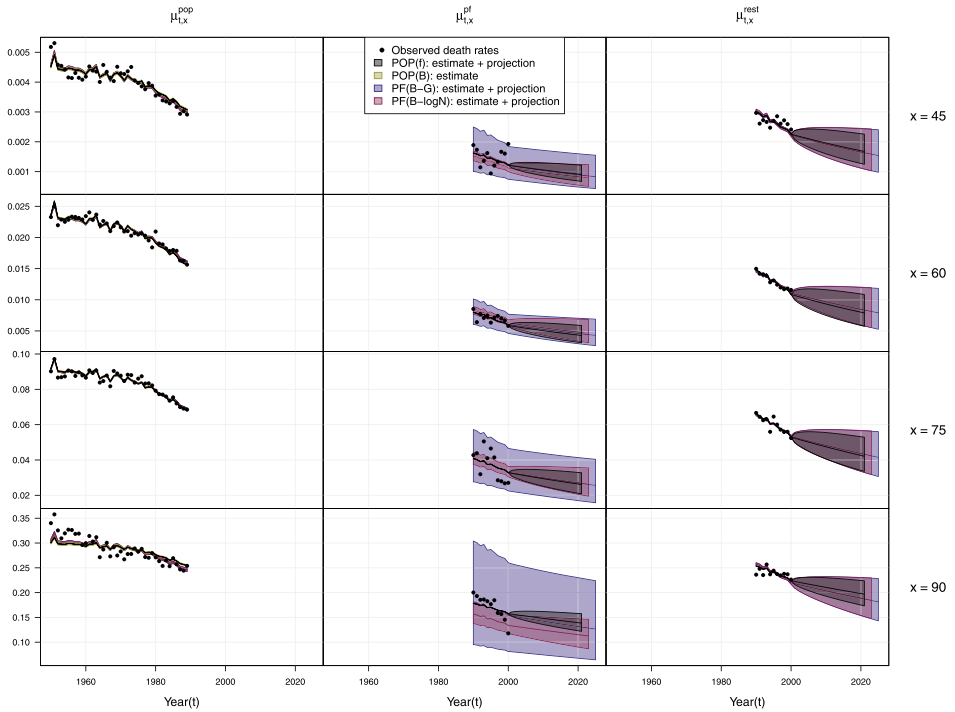 μ pop t,x
μ pf t,x
μ rest t,x
Observed death rates
POP(f): estimate + projection
POP(B): estimate
PF(B−G): estimate + projection
PF(B−logN): estimate + projection
0.005
0.004
0.003
0.002
0.001
x = 45
0.025
0.020
0.015
0.010
0.005
x = 60
0.10
0.08
0.06
0.04
0.02
x = 75
0.35
0.30
0.25
0.20
0.15
0.10
x = 90
1960 1980 2000 2020
1960 1980 2000 2020
1960 1980 2000 2020
Year(t)
Year(t)
Year(t)